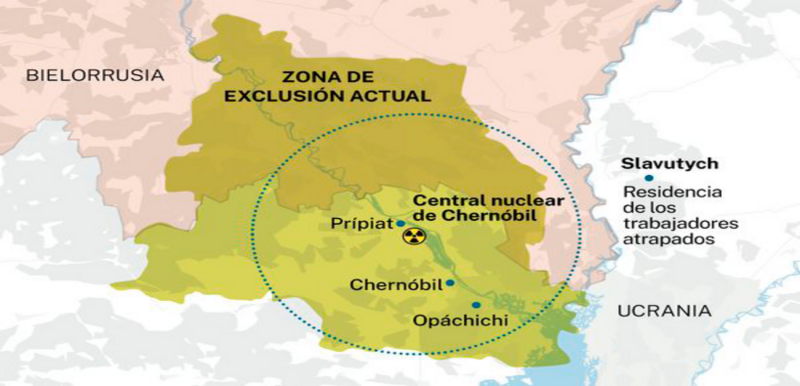 BIELORRUSIA
ZONA DE
EXCLUSIÓN ACTUAL
Slavutych
Residencia
de los
trabajadores
atrapados
Central nuclear
de Chernóbil
Prípiat
Chernóbil
Opáchichi
UCRANIA